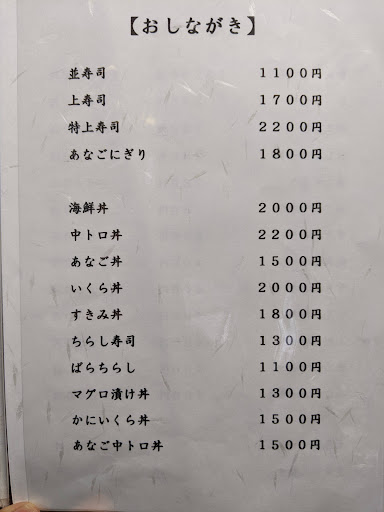 【おしながき】
並寿司 1100円
上寿司 1700円
特上寿司 2200円
あなごにぎり 1800円
海鮮丼 2000円
中トロ丼 2200円
あなご丼 1500円
いくら丼 2000円
すきみ丼 1800円
ちらし寿司 1300円
ばらちらし 1100円
マグロ漬け丼 1300円
かにいくら丼 1500円
あなご中トロ丼 1500円